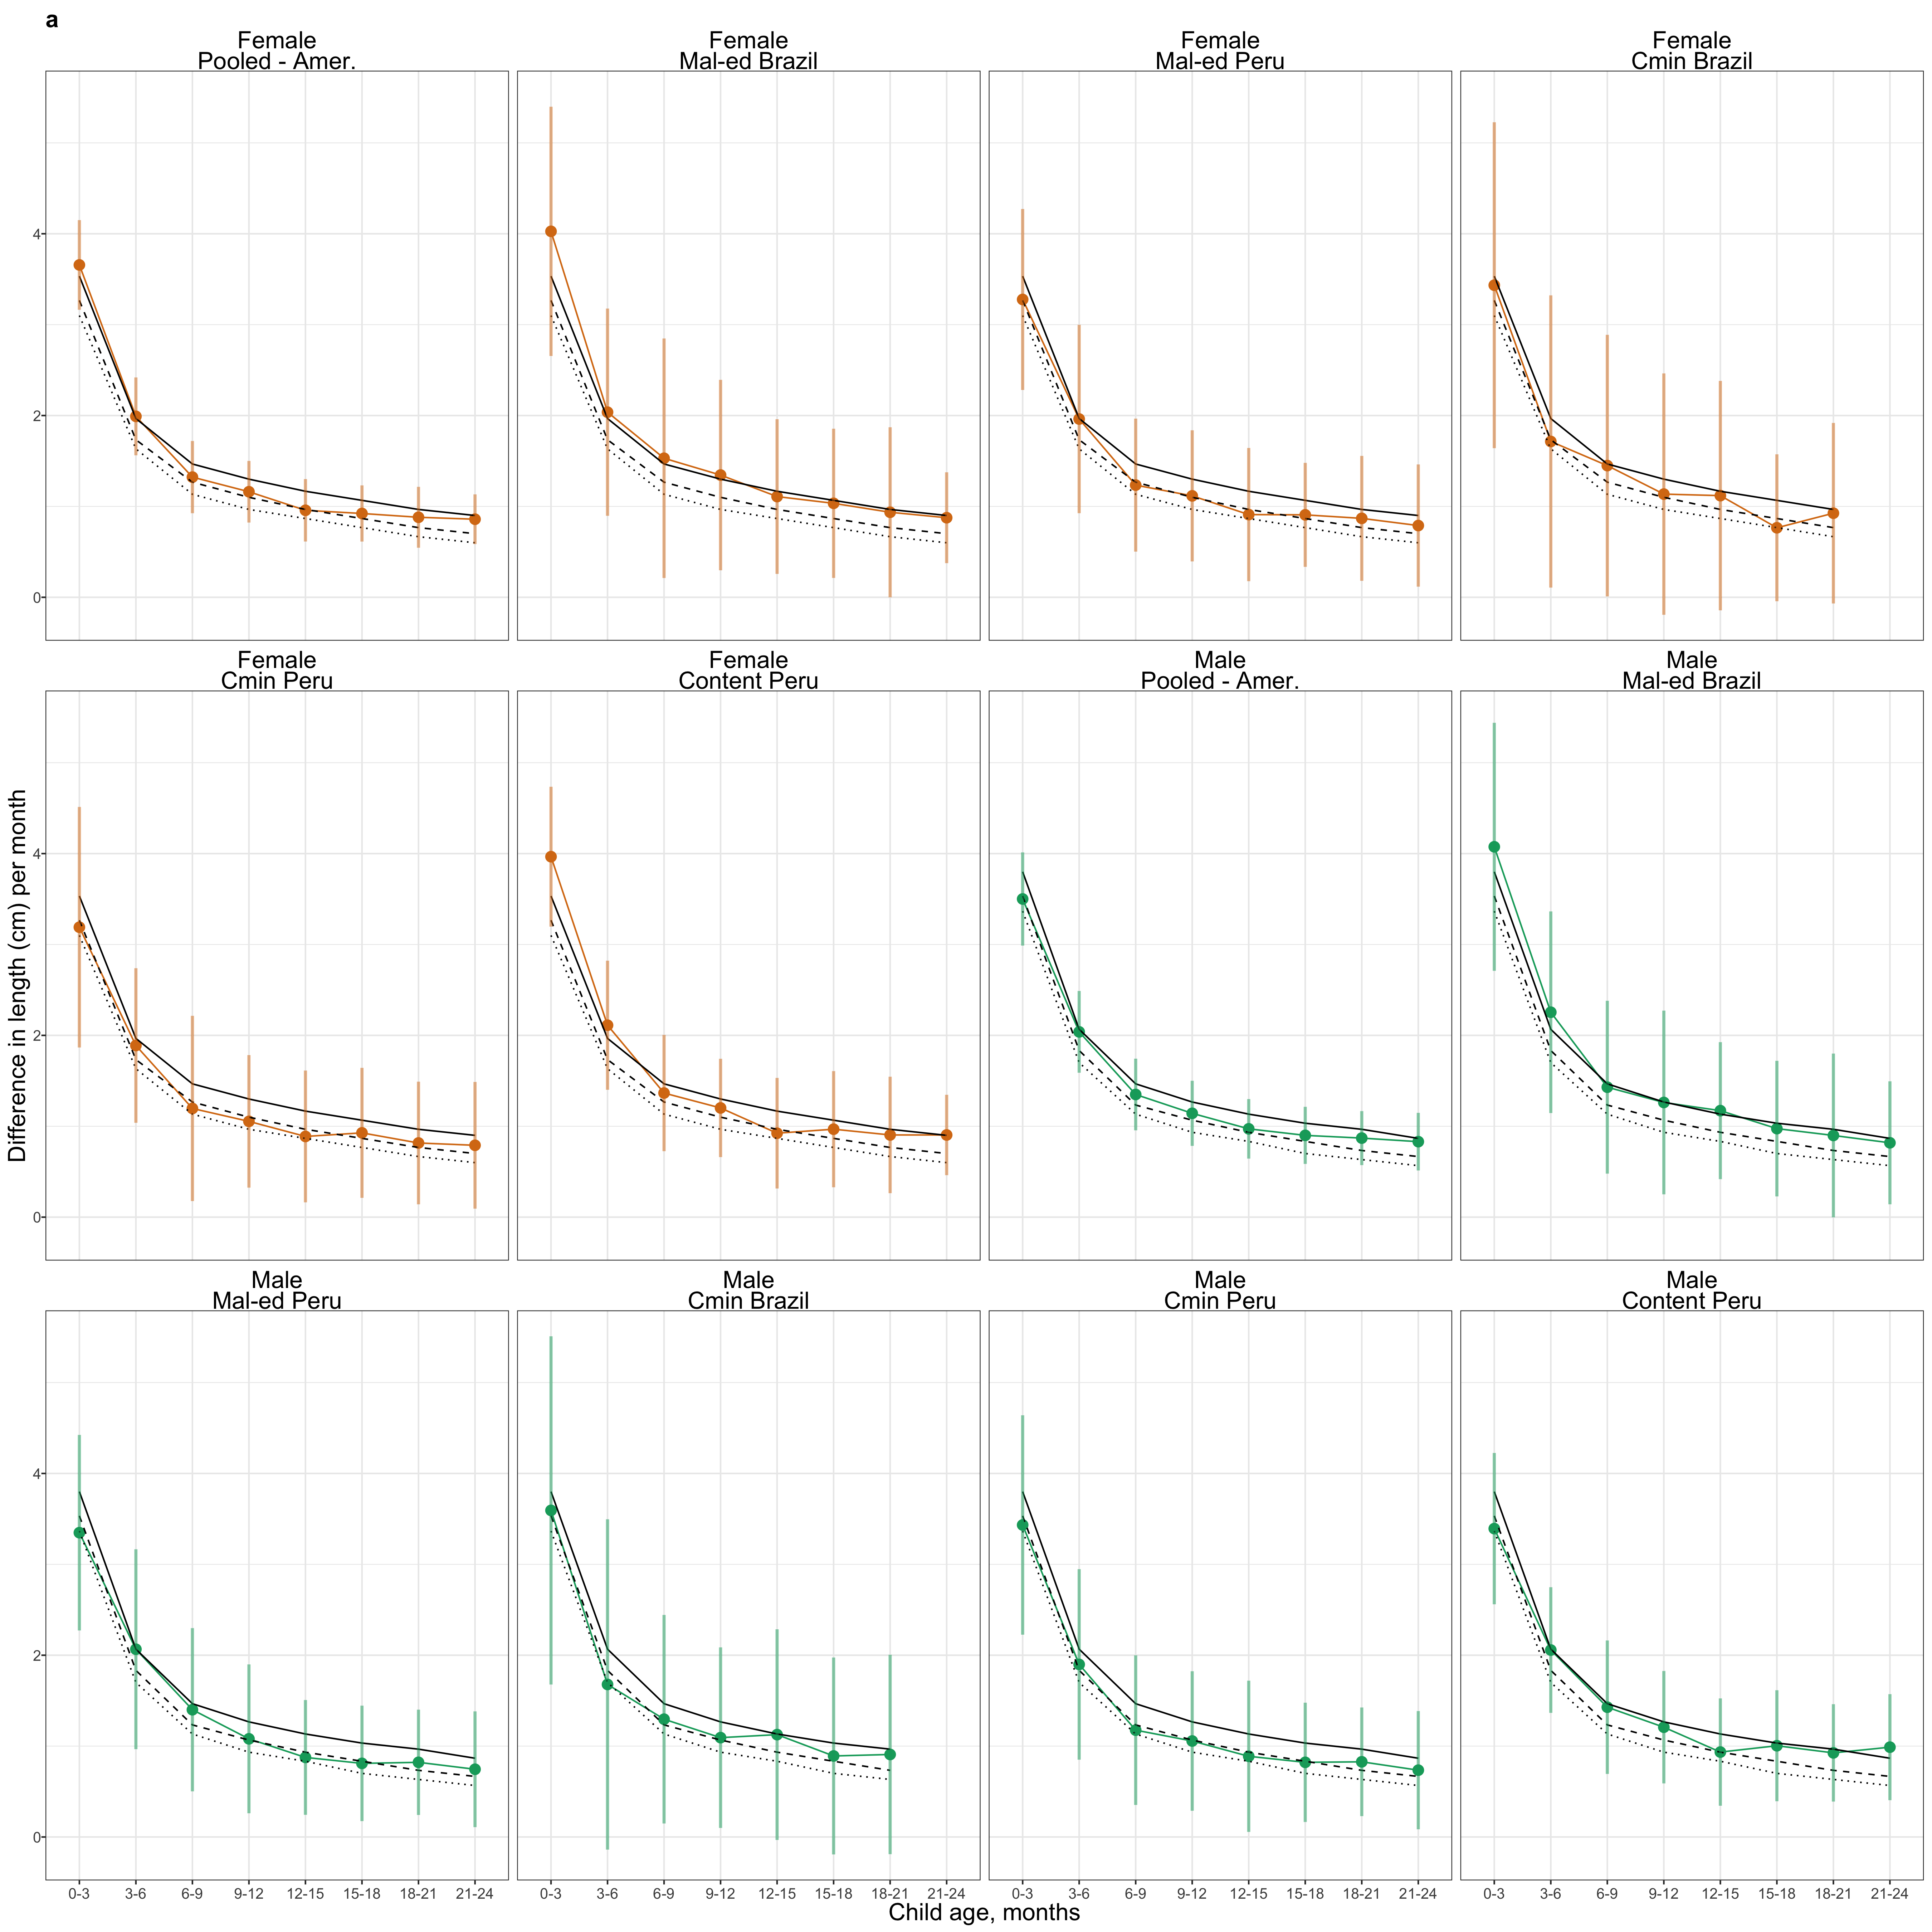 a
Female
Pooled - Amer.
Female
Mal-ed Brazil
Female
Mal-ed Peru
Female
Cmin Brazil
4
2
0
Female
Cmin Peru
Female
Content Peru
Male
Pooled - Amer.
Male
Mal-ed Brazil
Difference in length (cm) per month
4
2
0
Male
Mal-ed Peru
Male
Cmin Brazil
Male
Cmin Peru
Male
Content Peru
4
2
0
0-3 3-6 6-9 9-12 12-15 15-18 18-21 21-24
0-3 3-6 6-9 9-12 12-15 15-18 18-21 21-24
0-3 3-6 6-9 9-12 12-15 15-18 18-21 21-24
0-3 3-6 6-9 9-12 12-15 15-18 18-21 21-24
Child age, months